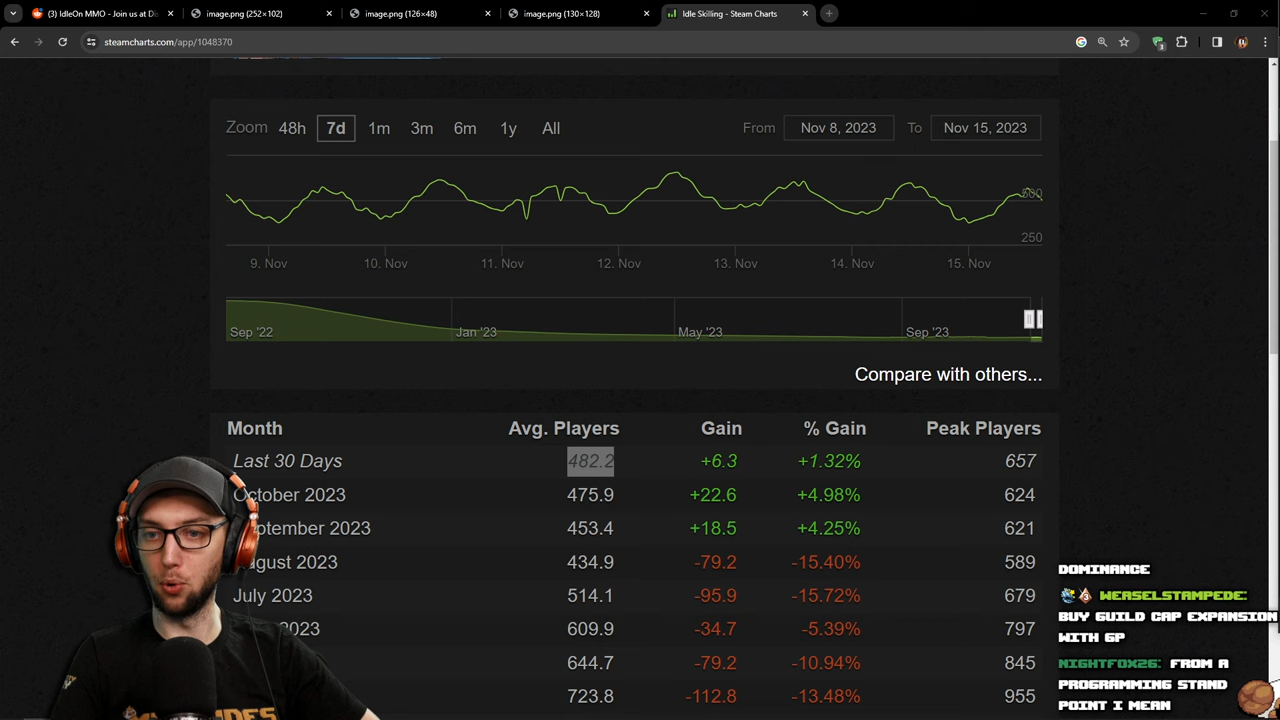 (3) IdleOn MMO - Join us at Di
image.png (252×102)
image.png (126×48)
image.png (130×128)
Idle Skilling - Steam Charts
steamcharts.com/app/1048370
Zoom 48h 7d 1m 3m 6m 1y All From Nov 8, 2023 To Nov 15, 2023
500
250
9. Nov 10. Nov 11. Nov 12. Nov 13. Nov 14. Nov 15. Nov
Sep '22 Jan '23 May '23 Sep '23
Compare with others...
Month Avg. Players Gain % Gain Peak Players
Last 30 Days 482.2 +6.3 +1.32% 657
October 2023 475.9 +22.6 +4.98% 624
ptember 2023 453.4 +18.5 +4.25% 621
ugust 2023 434.9 -79.2 -15.40% 589
July 2023 514.1 -95.9 -15.72% 679
2023 609.9 -34.7 -5.39% 797
644.7 -79.2 -10.94% 845
723.8 -112.8 -13.48% 955
DOMINANCE
WEASELSTAMPEDE:
BUY GUILD CAP EXPANSION
WITH GP
NIGHTFOX26: FROM A
PROGRAMMING STAND
POINT I MEAN